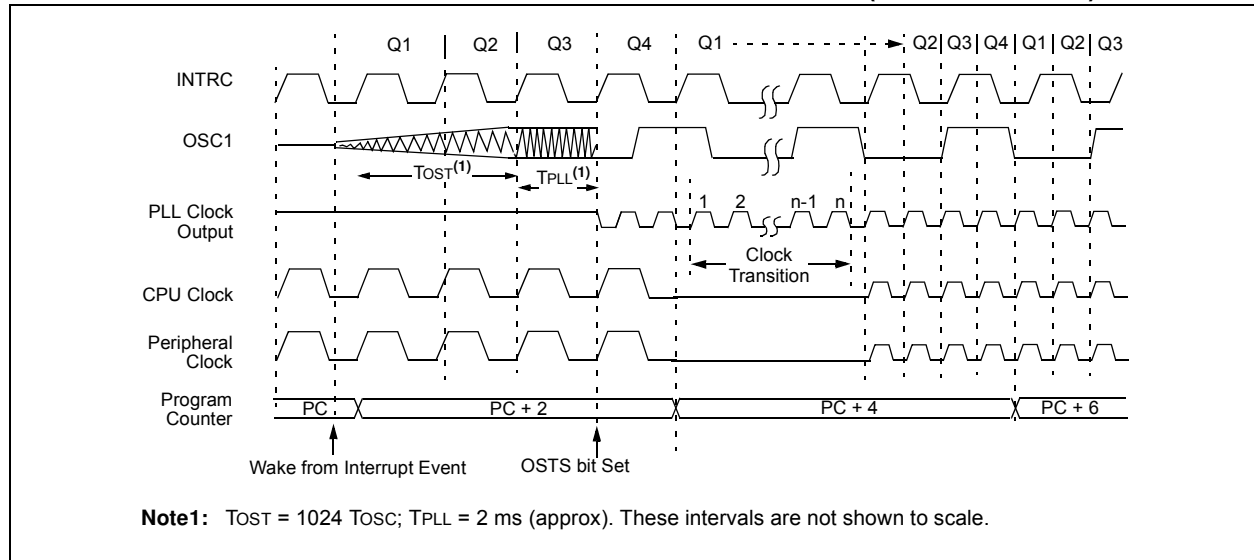 Q1 Q2 Q3 Q4 Q1 Q2 Q3 Q4 Q1 Q2 Q3
INTRC
OSC1
TOST(1) TPLL(1)
PLL Clock
Output
1 2 n-1 n
Clock
Transition
CPU Clock
Peripheral
Clock
Program
Counter
PC PC + 2 PC + 4 PC + 6
Wake from Interrupt Event OSTS bit Set
Note1: TOST = 1024 TOSC; TPLL = 2 ms (approx). These intervals are not shown to scale.